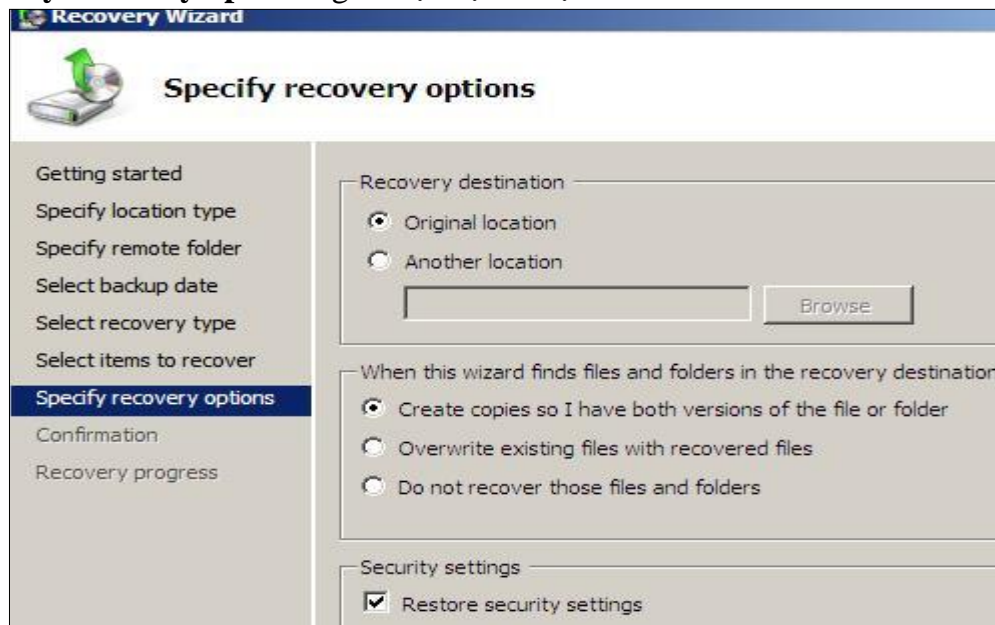 Recovery Wizard
Specify recovery options
Getting started
Specify location type
Specify remote folder
Select backup date
Select recovery type
Select items to recover
Specify recovery options
Confirmation
Recovery progress
Recovery destination
Original location
Another location
Browse
When this wizard finds files and folders in the recovery destination
Create copies so I have both versions of the file or folder
Overwrite existing files with recovered files
Do not recover those files and folders
Security settings
Restore security settings